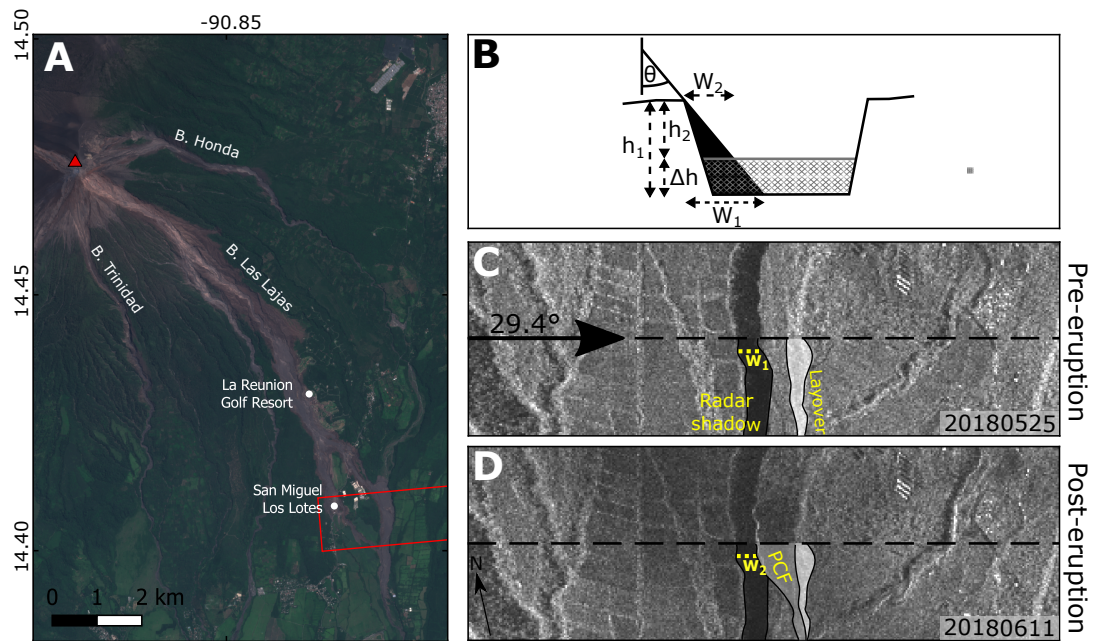 -90.85
14.50
14.45
14.40
A
B. Honda
B. Las Lajas
B. Trinidad
La Reunion
Golf Resort
San Miguel
Los Lotes
0 1 2 km
B
θ
W₂
h₁
h₂
Δh
W₁
C
29.4°
W₁
Radar
shadow
Layover
20180525
Pre-eruption
D
W₂
PCF
N
20180611
Post-eruption